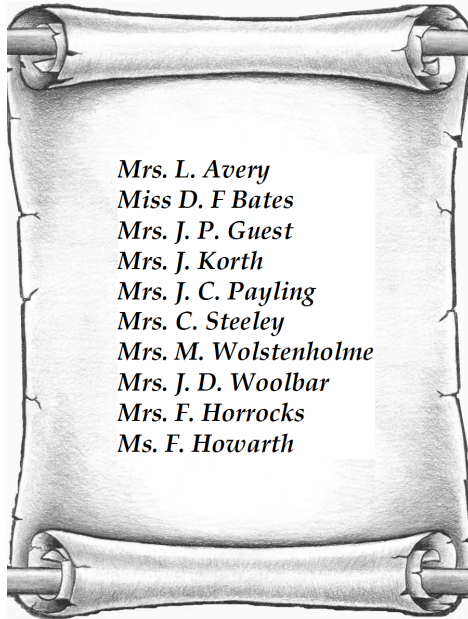 Mrs. L. Avery
Miss D. F Bates
Mrs. J. P. Guest
Mrs. J. Korth
Mrs. J. C. Payling
Mrs. C. Steeley
Mrs. M. Wolstenholme
Mrs. J. D. Woolbar
Mrs. F. Horrocks
Ms. F. Howarth